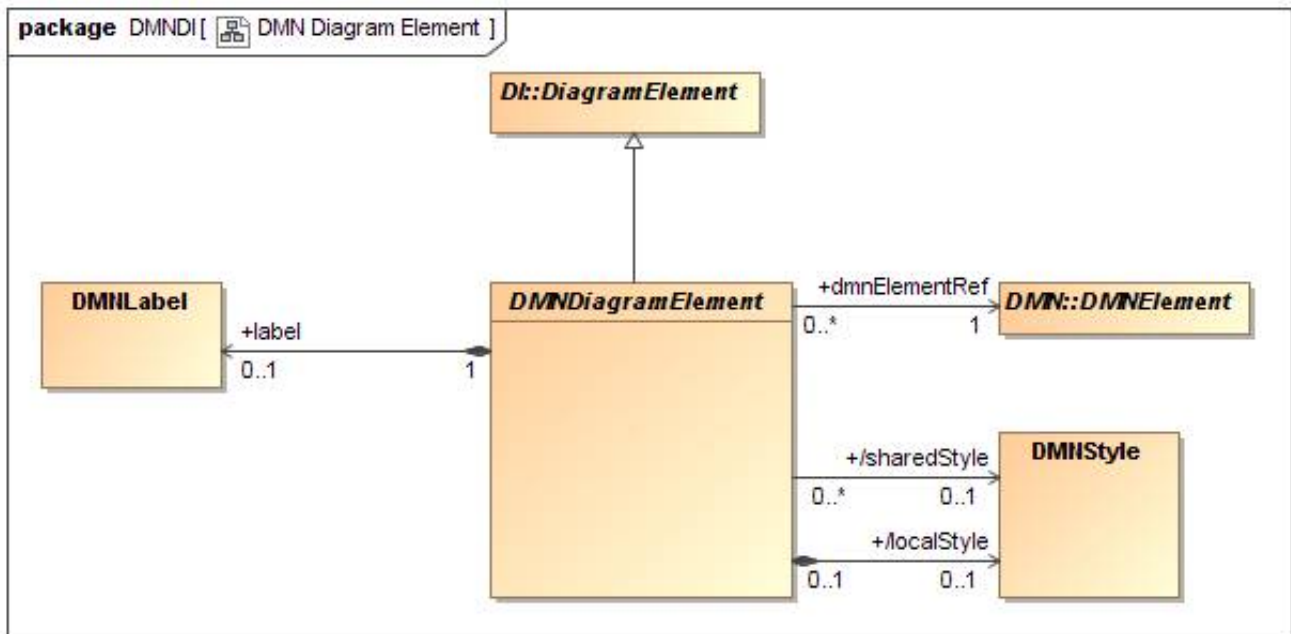 package DMNDI [ DMN Diagram Element ]
DI::DiagramElement
DMNLabel
+label
0..1
1
DMNDiagramElement
+dmnElementRef
0..*
1
DMN::DMNElement
+/sharedStyle
0..*
0..1
DMNStyle
+/localStyle
0..1
0..1